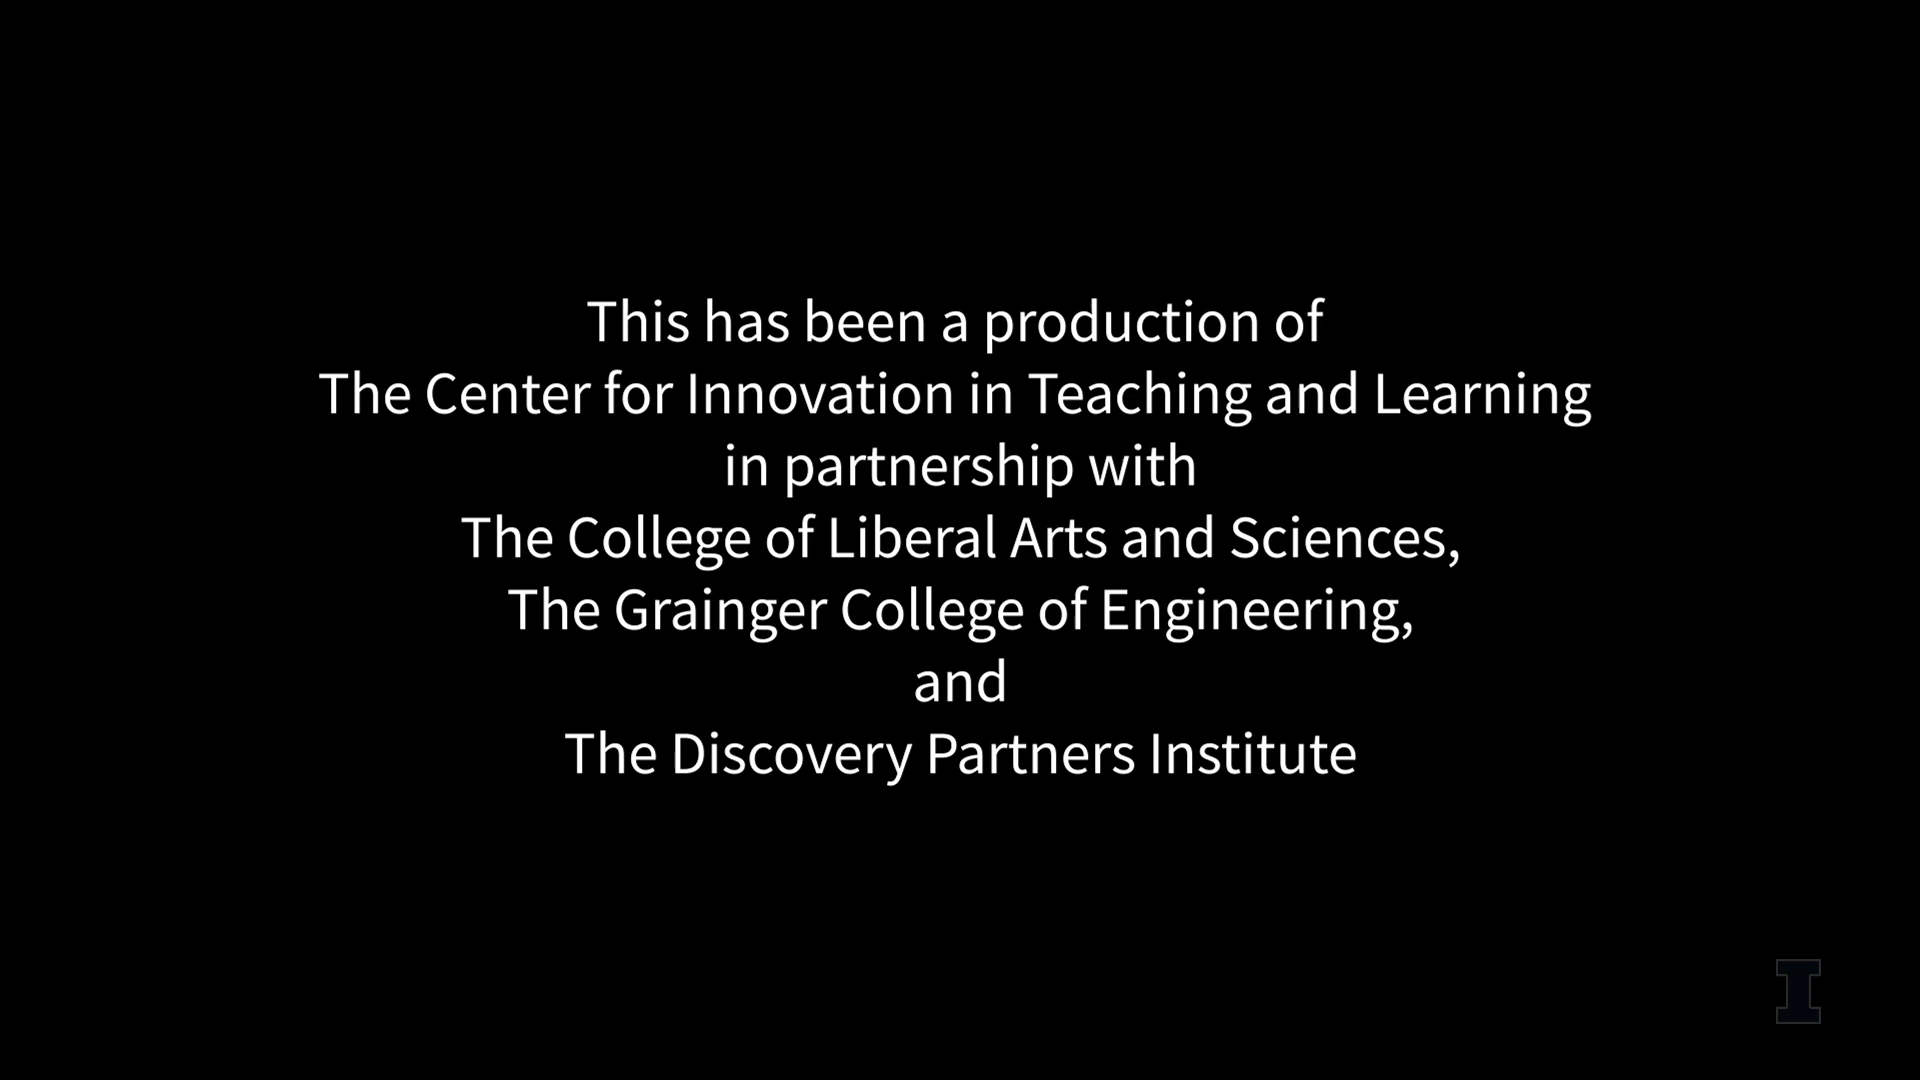 This has been a production of
The Center for Innovation in Teaching and Learning
in partnership with
The College of Liberal Arts and Sciences,
The Grainger College of Engineering,
and
The Discovery Partners Institute
I